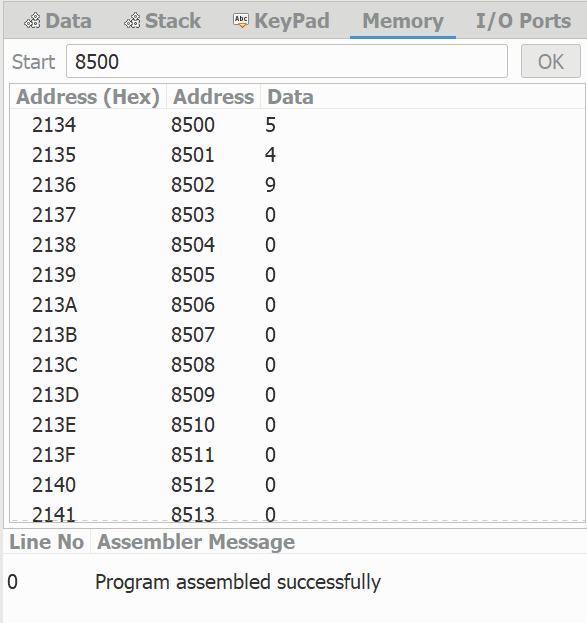 Data Stack Abc KeyPad Memory I/O Ports
Start 8500 OK
Address (Hex) Address Data
2134 8500 5
2135 8501 4
2136 8502 9
2137 8503 0
2138 8504 0
2139 8505 0
213A 8506 0
213B 8507 0
213C 8508 0
213D 8509 0
213E 8510 0
213F 8511 0
2140 8512 0
2141 8513 0
Line No Assembler Message
0 Program assembled successfully